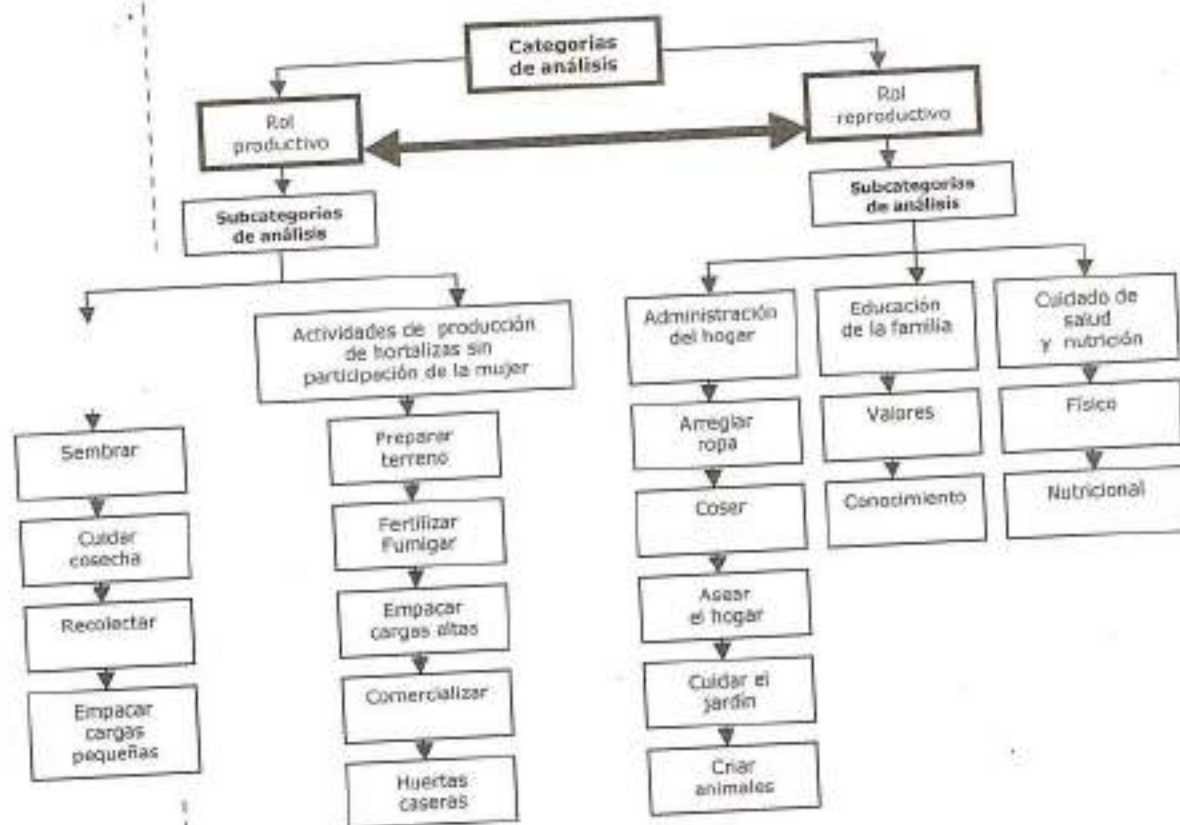 Categorias
de análisis
Rol
productivo
Rol
reproductivo
Subcategorias
de análisis
Subcategorias
de análisis
Actividades de producción
de hortalizas sin
participación de la mujer
Administración
del hogar
Educación
de la familia
Cuidado de
salud
y nutrición
Sembrar
Cuidar
cosecha
Recolectar
Empacar
cargas
pequeñas
Preparar
terreno
Fertilizar
Fumigar
Empacar
cargas altas
Comercializar
Huertas
caseras
Arreglar
ropa
Coser
Asear
el hogar
Cuidar el
jardín
Criar
animales
Valores
Conocimiento
Físico
Nutricional